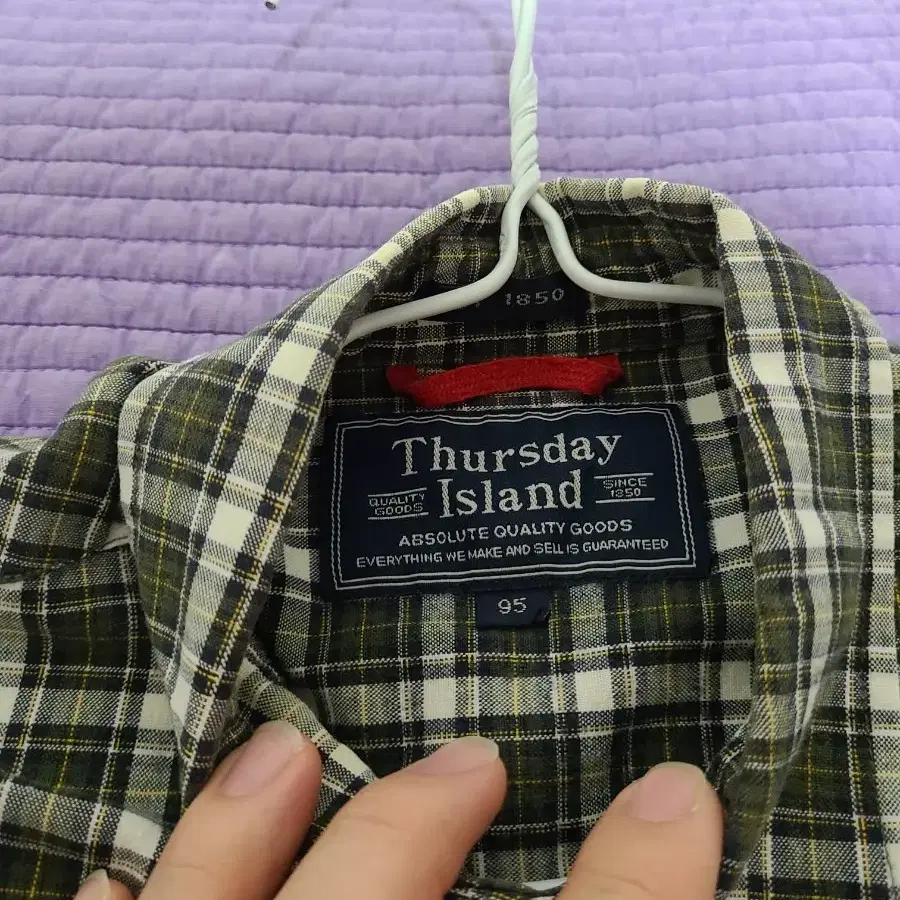 1850
Thursday
Island
QUALITY
GOODS
SINCE
1850
ABSOLUTE QUALITY GOODS
EVERYTHING WE MAKE AND SELL IS GUARANTEED
95